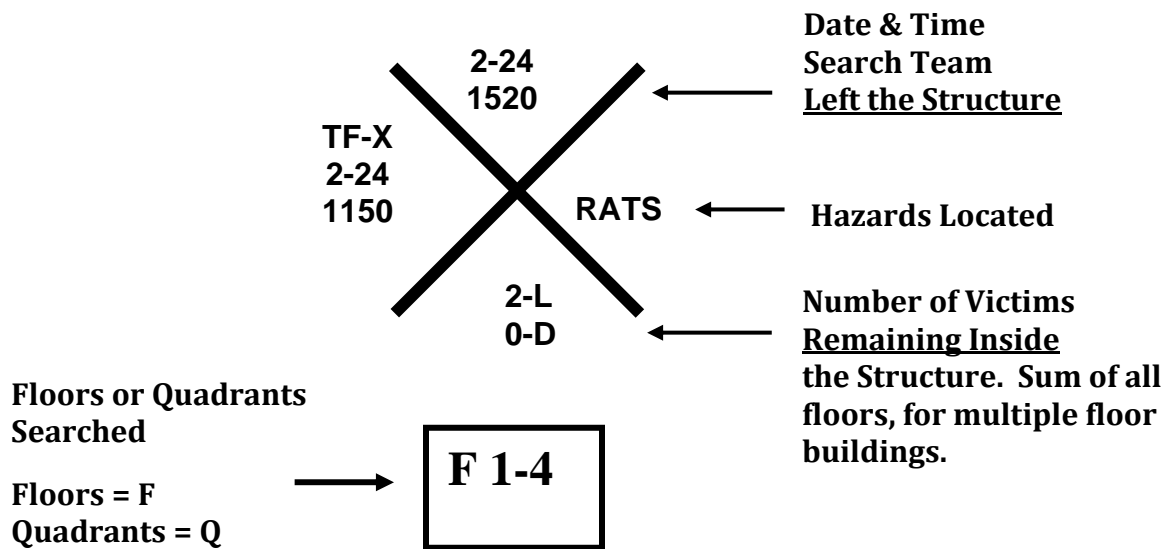 Date & Time
Search Team
Left the Structure
2-24
1520
TF-X
2-24
1150
RATS
Hazards Located
2-L
0-D
Number of Victims
Remaining Inside
the Structure. Sum of all
floors, for multiple floor
buildings.
Floors or Quadrants
Searched
Floors = F
Quadrants = Q
F 1-4